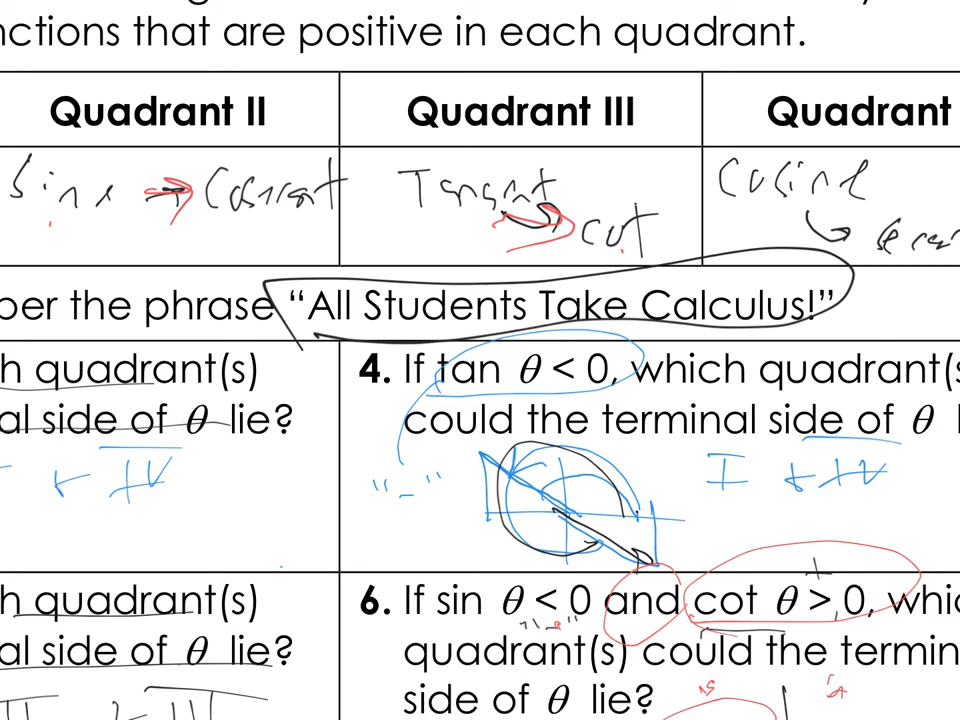 nctions that are positive in each quadrant.
Quadrant II Quadrant III Quadrant
Sine → Tangent → cot Cosine
ber the phrase “All Students Take Calculus!”
h quadrant(s)
al side of θ lie?
+ IV
4. If tan θ < 0, which quadrant(s
could the terminal side of θ l
"-"
I + IV
h quadrant(s)
al side of θ lie?
6. If sin θ < 0 and cot θ > 0, whic
"-" +
quadrant(s) could the termin
side of θ lie?